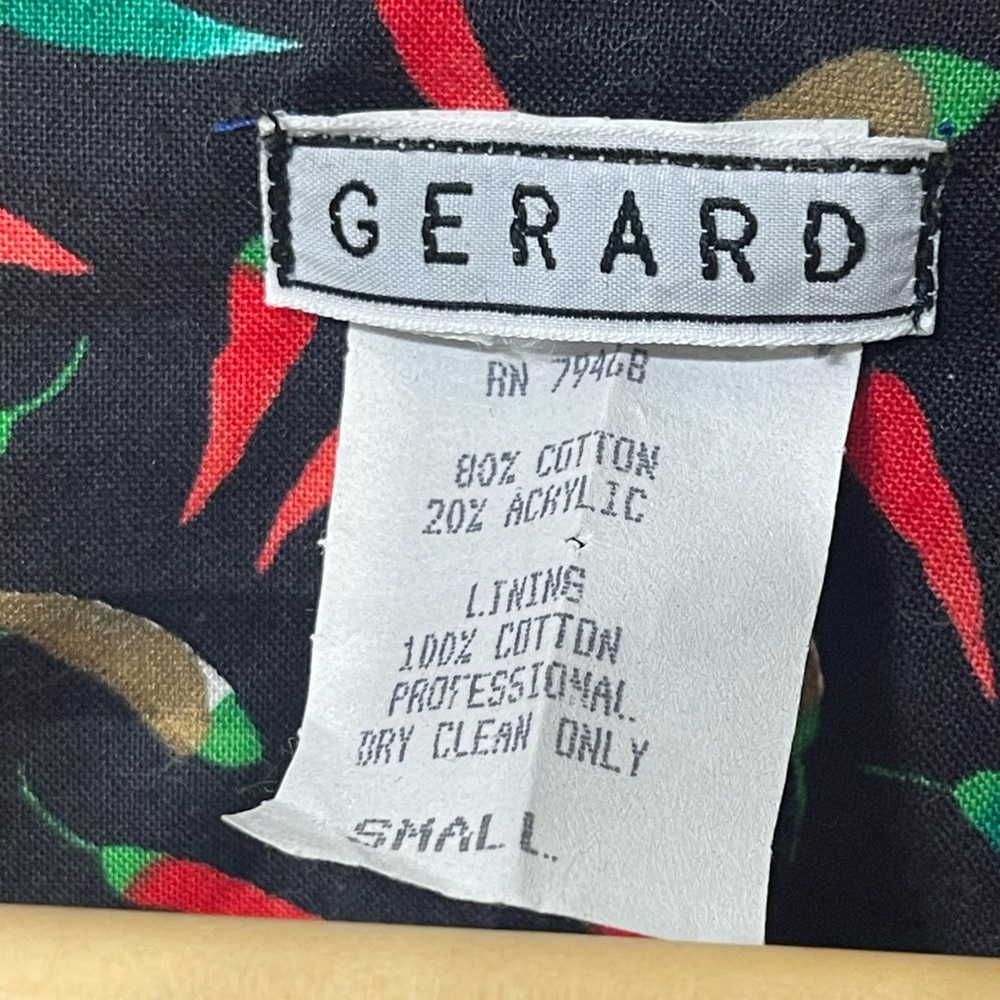 GERARD
RN 79468
80% COTTON
20% ACRYLIC
LINING
100% COTTON
PROFESSIONAL
DRY CLEAN ONLY
SMALL